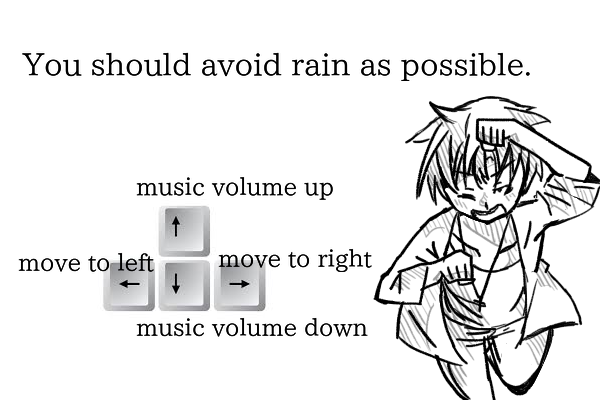 You should avoid rain as possible.
music volume up
↑
move to left
move to right
← ↓ →
music volume down